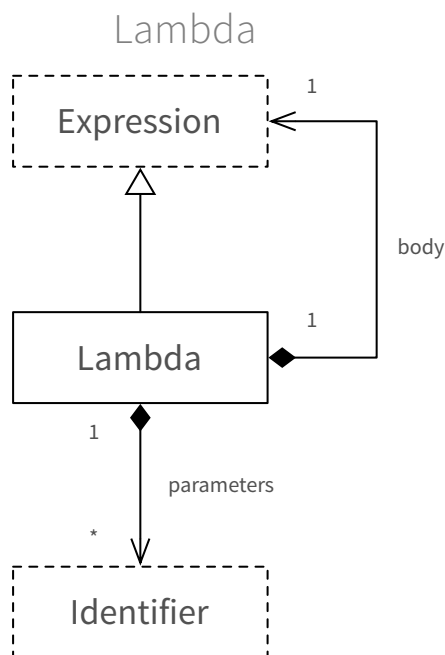 Lambda
1
Expression
body
1
Lambda
1
parameters
*
Identifier